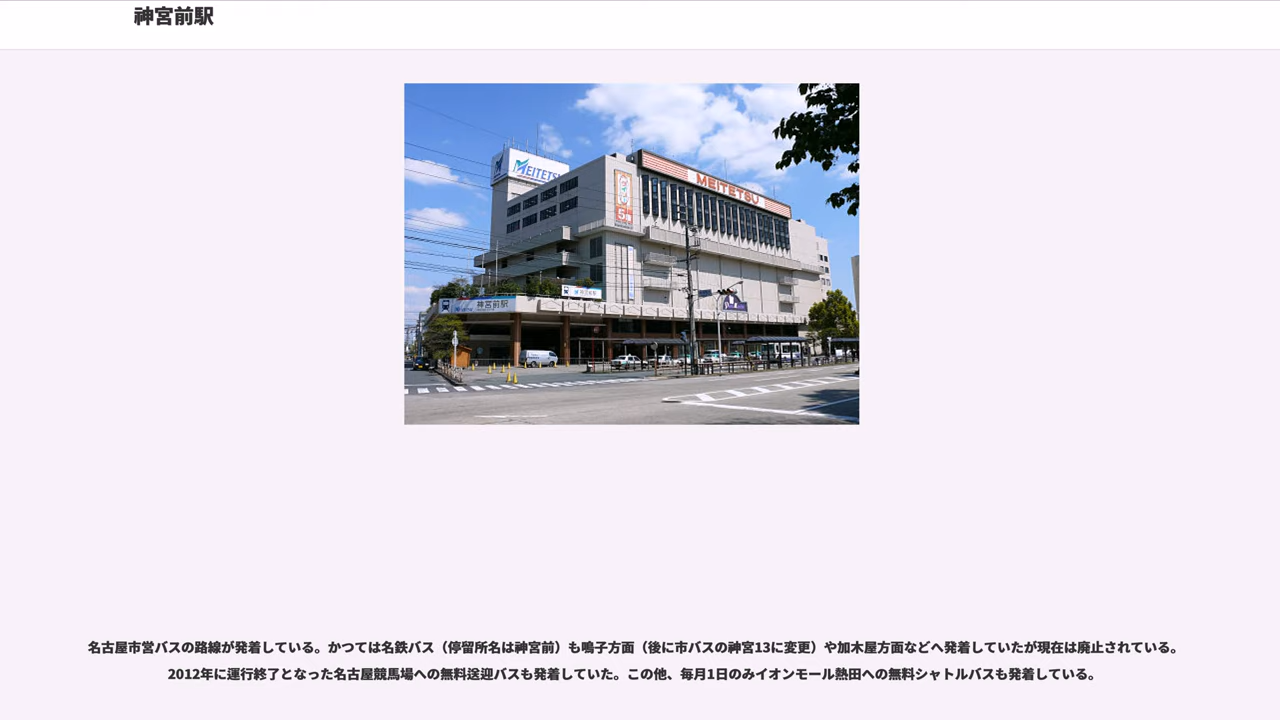 神宮前駅
MEITETSU
MEITETSU
神宮前駅
名古屋市営バスの路線が発着している。かつては名鉄バス（停留所名は神宮前）も鳴子方面（後に市バスの神宮13に変更）や加木屋方面などへ発着していたが現在は廃止されている。
2012年に運行終了となった名古屋競馬場への無料送迎バスも発着していた。この他、毎月1日のみイオンモール熱田への無料シャトルバスも発着している。